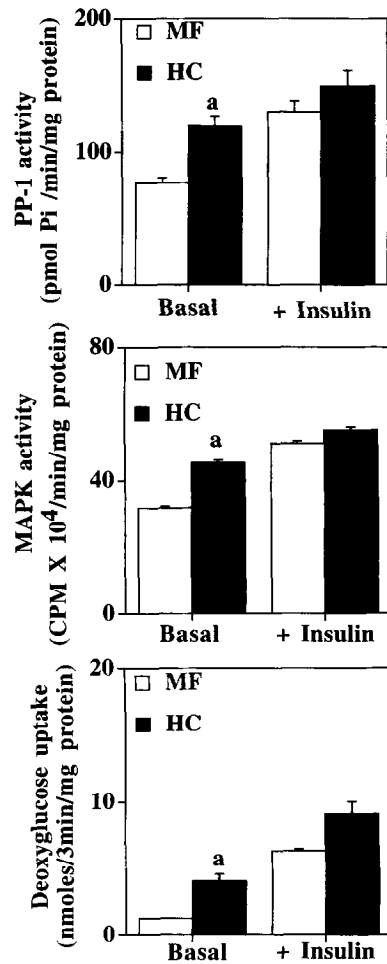 PP-1 activity
(pmol Pi /min/mg protein)
200
100
0
MF
HC
a
Basal
+ Insulin
MAPK activity
(CPM X 10⁴/min/mg protein)
80
40
0
MF
HC
a
Basal
+ Insulin
Deoxyglucose uptake
(nmoles/3min/mg protein)
20
10
0
MF
HC
a
Basal
+ Insulin